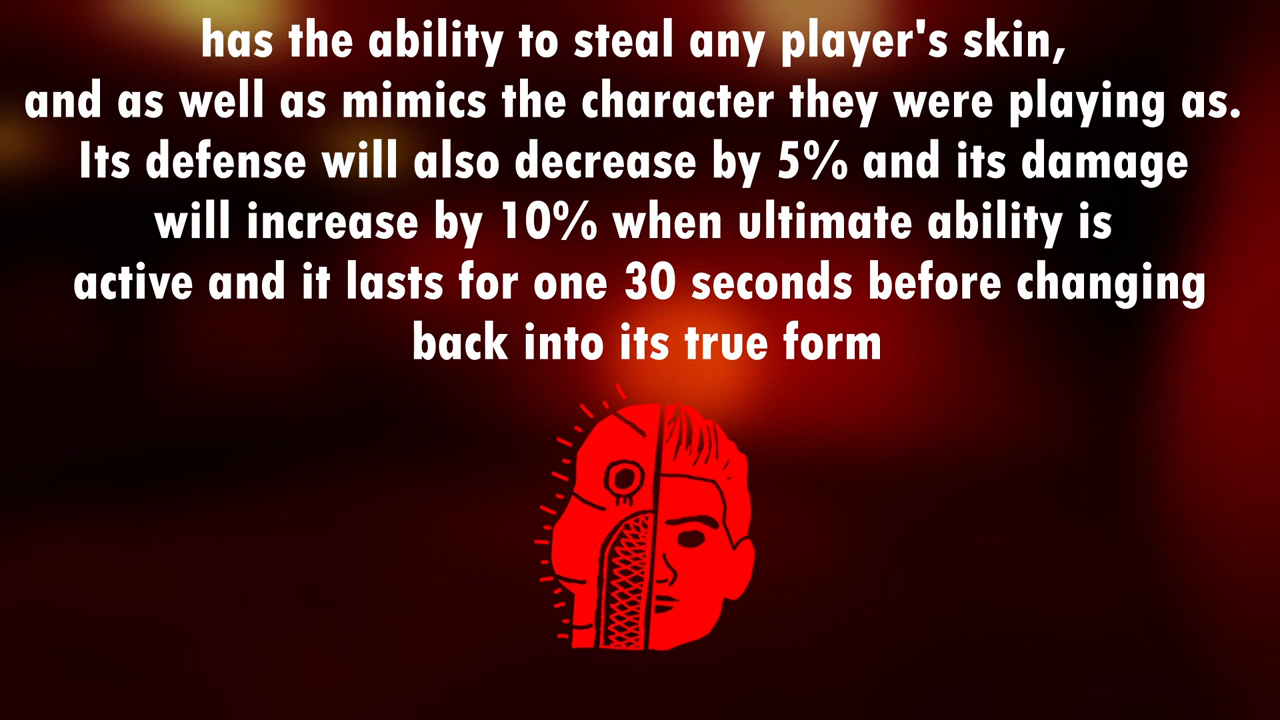 has the ability to steal any player's skin,
and as well as mimics the character they were playing as.
Its defense will also decrease by 5% and its damage
will increase by 10% when ultimate ability is
active and it lasts for one 30 seconds before changing
back into its true form